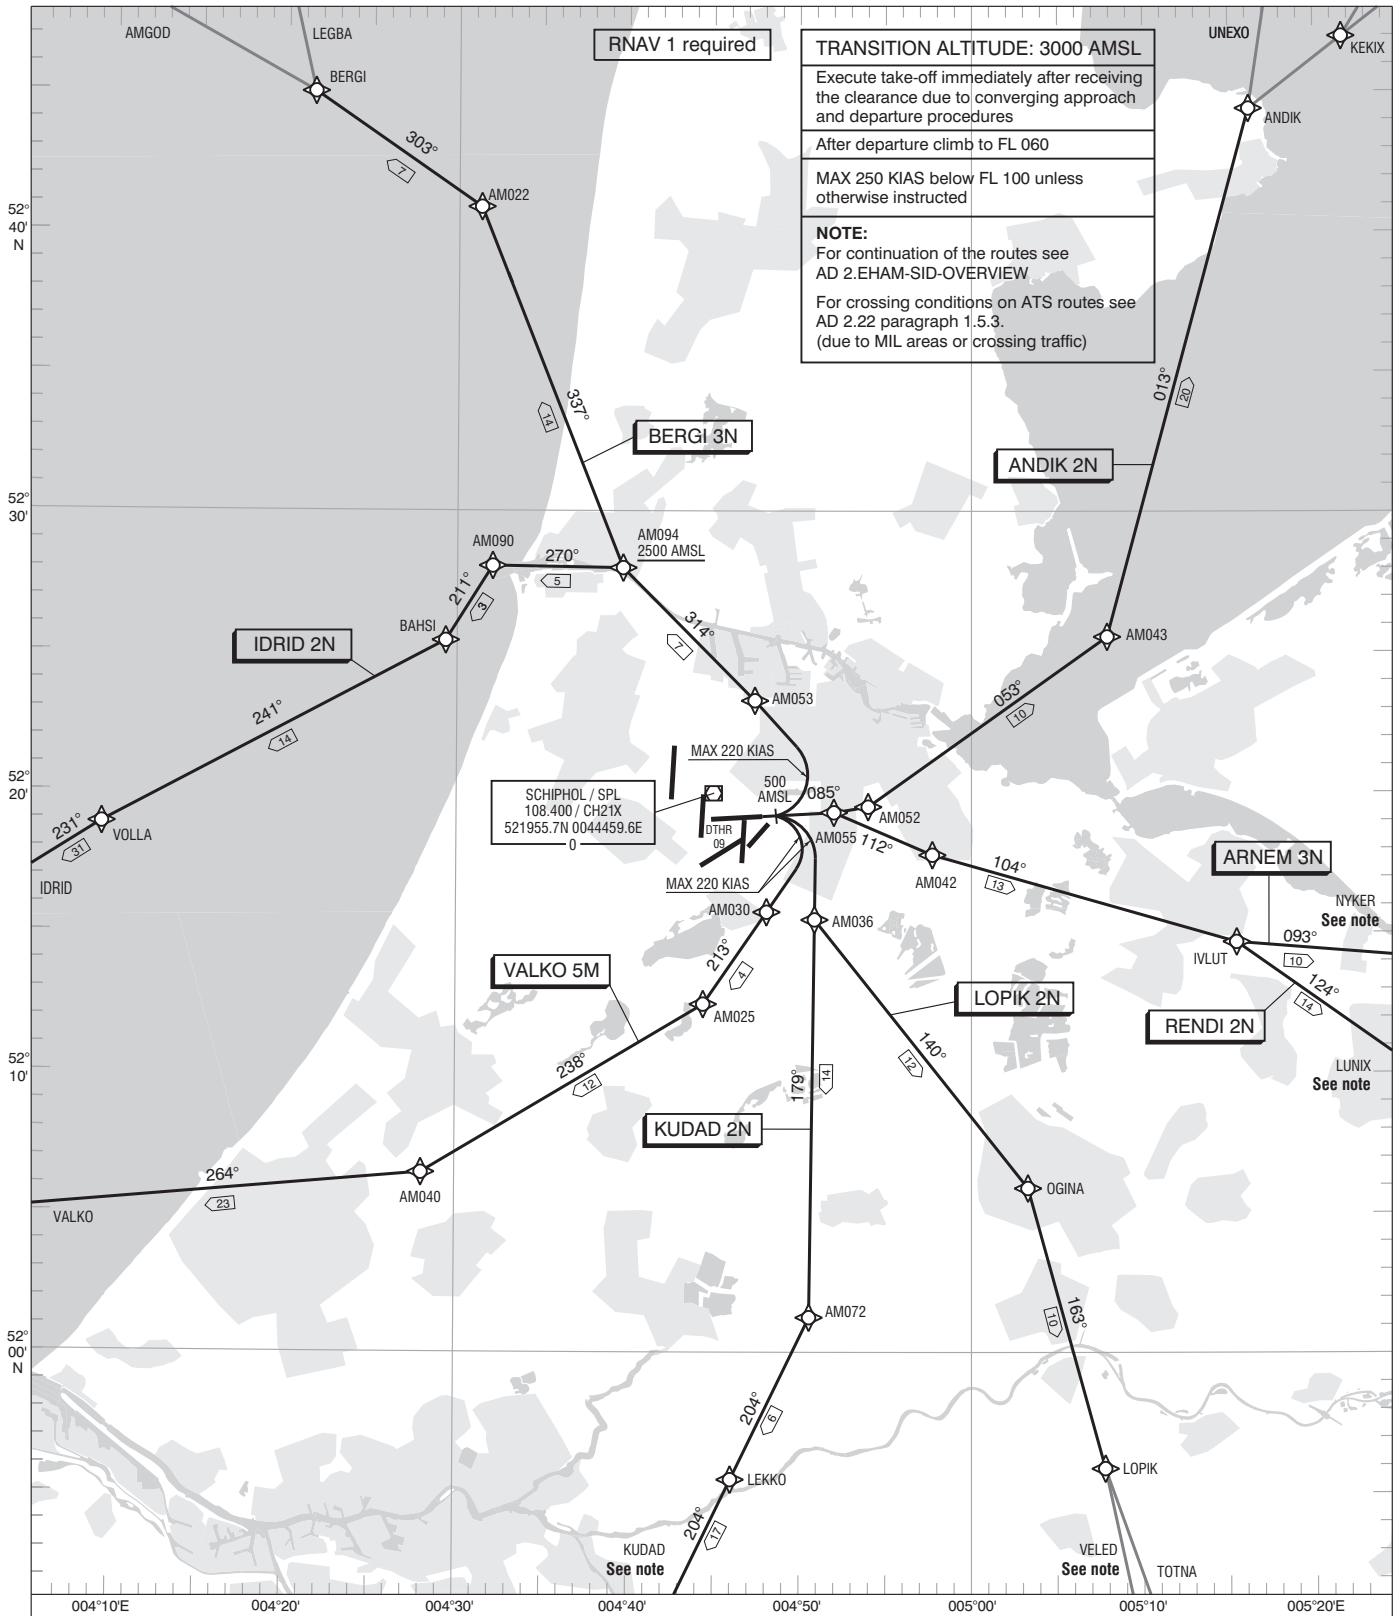 AMGOD
LEGBA
BERGI
303°
7
AM022
RNAV 1 required
TRANSITION ALTITUDE: 3000 AMSL
Execute take-off immediately after receiving
the clearance due to converging approach
and departure procedures
After departure climb to FL 060
MAX 250 KIAS below FL 100 unless
otherwise instructed
NOTE:
For continuation of the routes see
AD 2.EHAM-SID-OVERVIEW
For crossing conditions on ATS routes see
AD 2.22 paragraph 1.5.3.
(due to MIL areas or crossing traffic)
UNEXO
KEKIX
ANDIK
52°
40'
N
337°
14
BERGI 3N
013°
20
ANDIK 2N
52°
30'
AM090
270°
5
AM094
2500 AMSL
211°
3
BAHSI
IDRID 2N
241°
14
314°
7
AM053
AM043
053°
10
MAX 220 KIAS
500
AMSL
085°
52°
20'
231°
31
VOLLA
IDRID
SCHIPHOL / SPL
108.400 / CH21X
521955.7N 0044459.6E
0
DTHR
09
AM055
AM052
112°
AM042
104°
13
ARNEM 3N
NYKER
See note
093°
10
IVLUT
124°
14
RENDI 2N
LUNIX
See note
MAX 220 KIAS
AM030
AM036
213°
4
VALKO 5M
AM025
LOPIK 2N
140°
12
52°
10'
238°
12
179°
14
KUDAD 2N
264°
23
VALKO
AM040
OGINA
AM072
163°
10
52°
00'
N
204°
6
LEKKO
204°
17
KUDAD
See note
LOPIK
VELED
See note
TOTNA
004°10'E
004°20'
004°30'
004°40'
004°50'
005°00'
005°10'
005°20'E